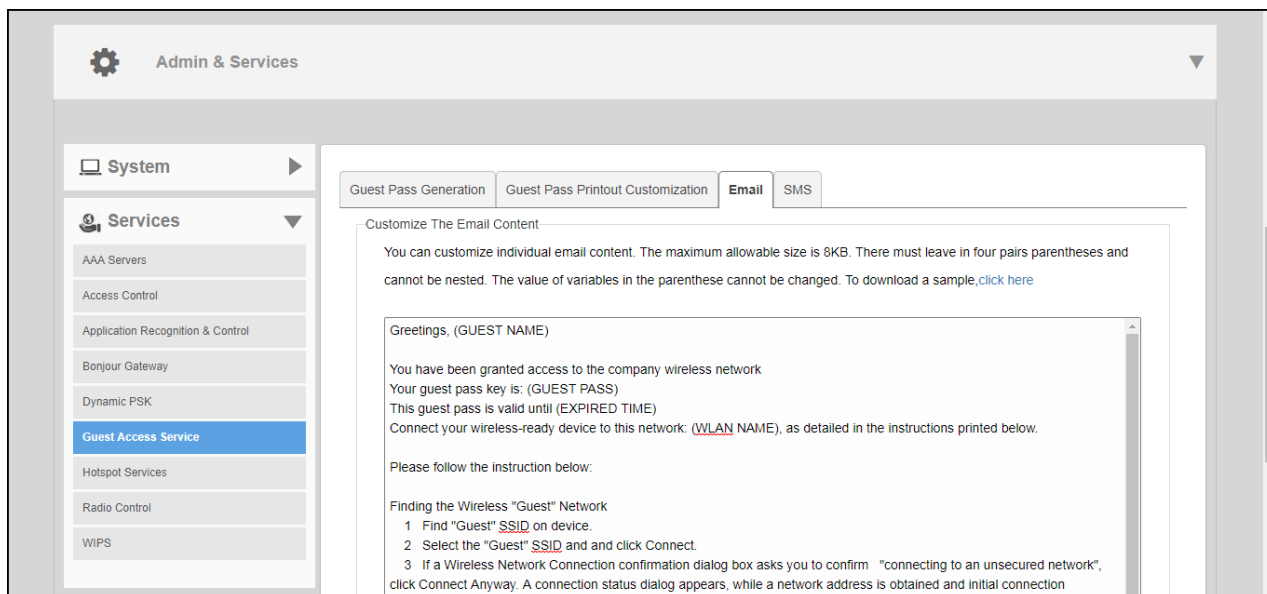 Admin & Services
System
Services
AAA Servers
Access Control
Application Recognition & Control
Bonjour Gateway
Dynamic PSK
Guest Access Service
Hotspot Services
Radio Control
WIPS
Guest Pass Generation
Guest Pass Printout Customization
Email
SMS
Customize The Email Content
You can customize individual email content. The maximum allowable size is 8KB. There must leave in four pairs parentheses and
cannot be nested. The value of variables in the parenthese cannot be changed. To download a sample,click here
Greetings, (GUEST NAME)
You have been granted access to the company wireless network
Your guest pass key is: (GUEST PASS)
This guest pass is valid until (EXPIRED TIME)
Connect your wireless-ready device to this network: (WLAN NAME), as detailed in the instructions printed below.
Please follow the instruction below:
Finding the Wireless "Guest" Network
1 Find "Guest" SSID on device.
2 Select the "Guest" SSID and and click Connect.
3 If a Wireless Network Connection confirmation dialog box asks you to confirm "connecting to an unsecured network",
click Connect Anyway. A connection status dialog appears, while a network address is obtained and initial connection